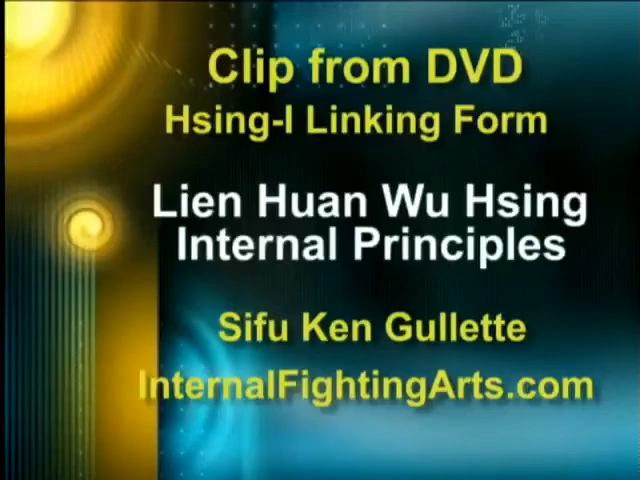 Clip from DVD
Hsing-I Linking Form
Lien Huan Wu Hsing
Internal Principles
Sifu Ken Gullette
InternalFightingArts.com